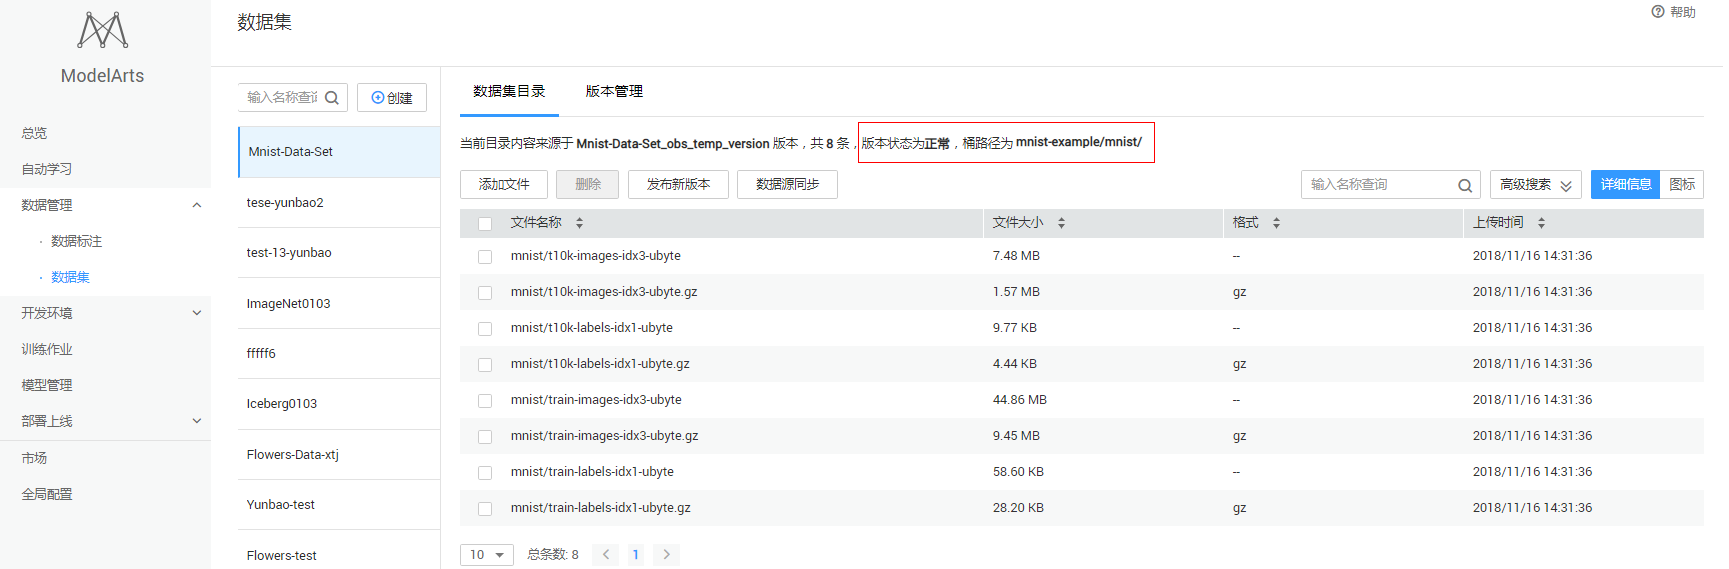 数据集
帮助
ModelArts
总览
自动学习
数据管理
· 数据标注
· 数据集
开发环境
训练作业
模型管理
部署上线
市场
全局配置
输入名称查询
创建
Mnist-Data-Set
tese-yunbao2
test-13-yunbao
ImageNet0103
fffff6
Iceberg0103
Flowers-Data-xtj
Yunbao-test
Flowers-test
数据集目录 版本管理
当前目录内容来源于 Mnist-Data-Set_obs_temp_version 版本，共 8 条，版本状态为正常，桶路径为 mnist-example/mnist/
添加文件 删除 发布新版本 数据源同步 输入名称查询 高级搜索 详细信息 图标
文件名称 文件大小 格式 上传时间
mnist/t10k-images-idx3-ubyte 7.48 MB -- 2018/11/16 14:31:36
mnist/t10k-images-idx3-ubyte.gz 1.57 MB gz 2018/11/16 14:31:36
mnist/t10k-labels-idx1-ubyte 9.77 KB -- 2018/11/16 14:31:36
mnist/t10k-labels-idx1-ubyte.gz 4.44 KB gz 2018/11/16 14:31:36
mnist/train-images-idx3-ubyte 44.86 MB -- 2018/11/16 14:31:36
mnist/train-images-idx3-ubyte.gz 9.45 MB gz 2018/11/16 14:31:36
mnist/train-labels-idx1-ubyte 58.60 KB -- 2018/11/16 14:31:36
mnist/train-labels-idx1-ubyte.gz 28.20 KB gz 2018/11/16 14:31:36
10 总条数: 8 < 1 >